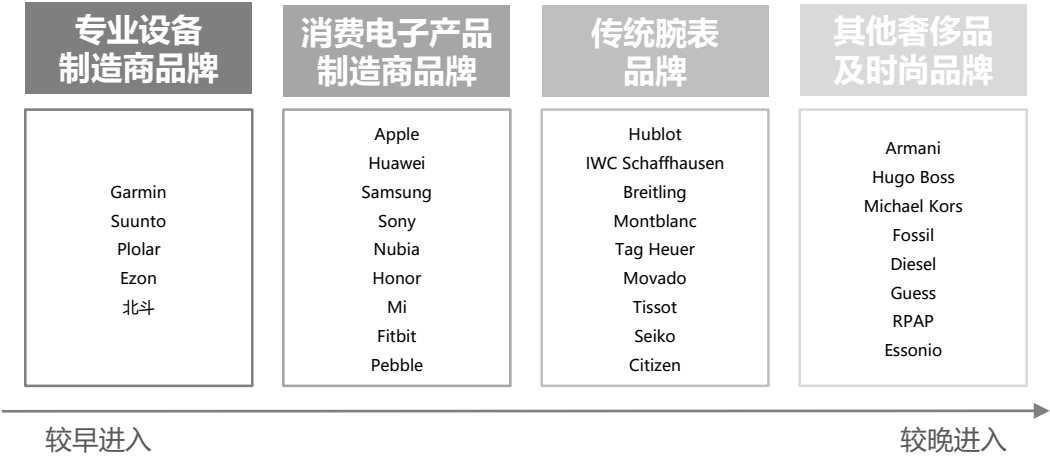 专业设备
制造商品牌
Garmin
Suunto
Plolar
Ezon
北斗
消费电子产品
制造商品牌
Apple
Huawei
Samsung
Sony
Nubia
Honor
Mi
Fitbit
Pebble
传统腕表
品牌
Hublot
IWC Schaffhausen
Breitling
Montblanc
Tag Heuer
Movado
Tissot
Seiko
Citizen
其他奢侈品
及时尚品牌
Armani
Hugo Boss
Michael Kors
Fossil
Diesel
Guess
RPAP
Essonio
较早进入
较晚进入